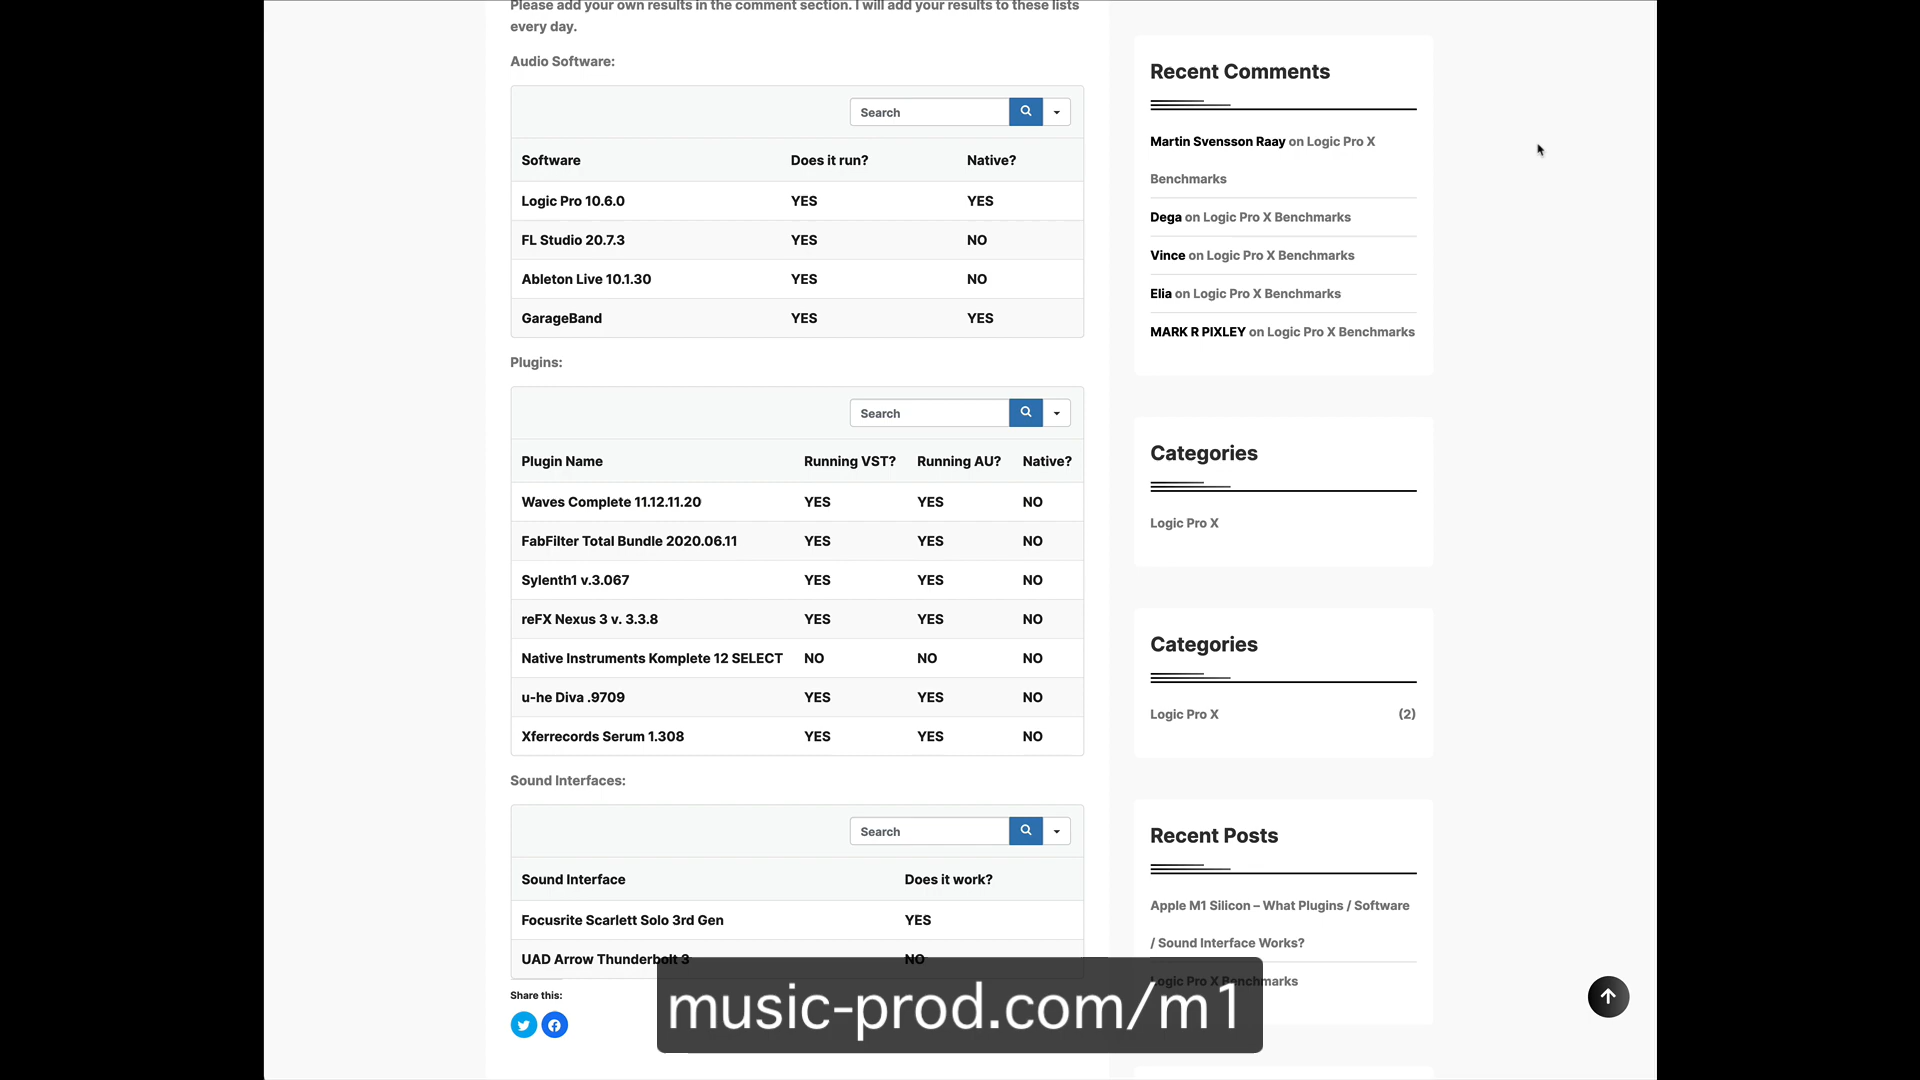 Please add your own results in the comment section. I will add your results to these lists
every day.
Audio Software:
Search
Software Does it run? Native?
Logic Pro 10.6.0 YES YES
FL Studio 20.7.3 YES NO
Ableton Live 10.1.30 YES NO
GarageBand YES YES
Plugins:
Search
Plugin Name Running VST? Running AU? Native?
Waves Complete 11.12.11.20 YES YES NO
FabFilter Total Bundle 2020.06.11 YES YES NO
Sylenth1 v.3.067 YES YES NO
reFX Nexus 3 v. 3.3.8 YES YES NO
Native Instruments Komplete 12 SELECT NO NO NO
u-he Diva .9709 YES YES NO
Xferrecords Serum 1.308 YES YES NO
Sound Interfaces:
Search
Sound Interface Does it work?
Focusrite Scarlett Solo 3rd Gen YES
UAD Arrow Thunderbolt 3 NO
Share this:
Recent Comments
Martin Svensson Raay on Logic Pro X
Benchmarks
Dega on Logic Pro X Benchmarks
Vince on Logic Pro X Benchmarks
Elia on Logic Pro X Benchmarks
MARK R PIXLEY on Logic Pro X Benchmarks
Categories
Logic Pro X
Categories
Logic Pro X (2)
Recent Posts
Apple M1 Silicon – What Plugins / Software
/ Sound Interface Works?
Logic Pro X Benchmarks
music-prod.com/m1